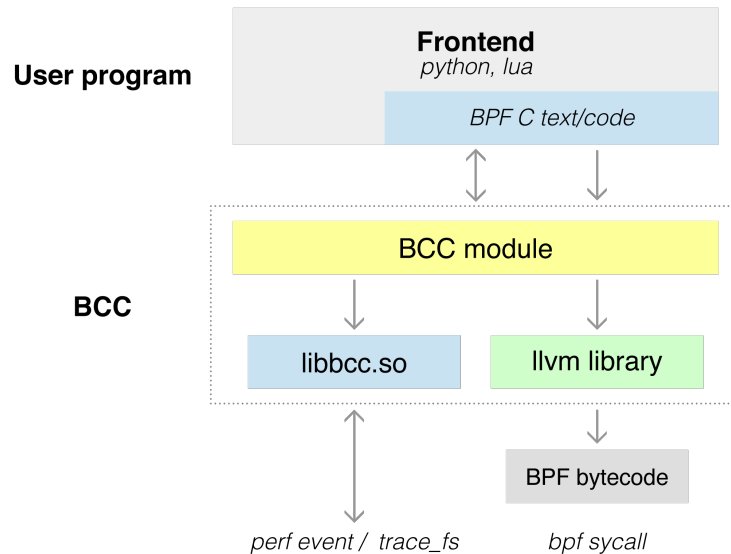 Frontend
python, lua
User program
BPF C text/code
BCC module
BCC
libbcc.so
llvm library
BPF bytecode
perf event / trace_fs
bpf sycall